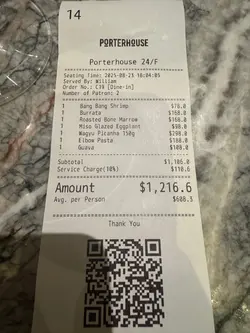 14
PORTERHOUSE
Porterhouse 24/F
Seating Time: 2025-08-23 18:04:05
Served By: William
Order No.: C39 [Dine-in]
Number of Patron: 2
1 Bang Bang Shrimp $78.0
1 Burrata $168.0
1 Roasted Bone Marrow $168.0
1 Miso Glazed Eggplant $98.0
1 Wagyu Picanha 150g $298.0
1 Elbow Pasta $188.0
1 Guava $108.0
Subtotal $1,106.0
Service Charge(10%) $110.6
Amount $1,216.6
Avg. per Person $608.3
Thank You